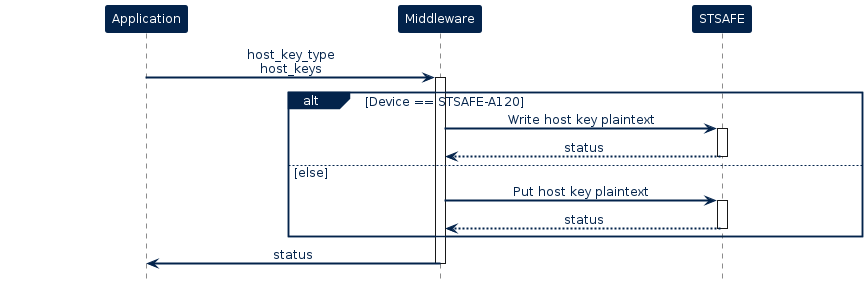 Application
Middleware
STSAFE
host_key_type
host_keys
alt
[Device == STSAFE-A120]
Write host key plaintext
status
[else]
Put host key plaintext
status
status